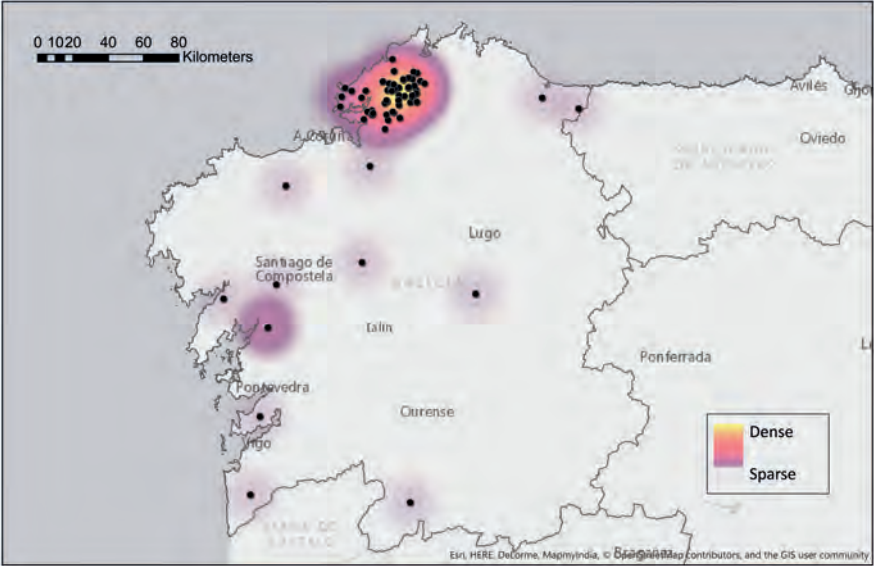 0 10 20 40 60 80
Kilometers
Avilés
Oviedo
A Coruña
Lugo
Santiago de
Compostela
GALICIA
Lalín
Ponferrada
Pontevedra
Ourense
Vigo
Dense
Sparse
Esri, HERE, DeLorme, MapmyIndia, © OpenStreetMap contributors, and the GIS user community